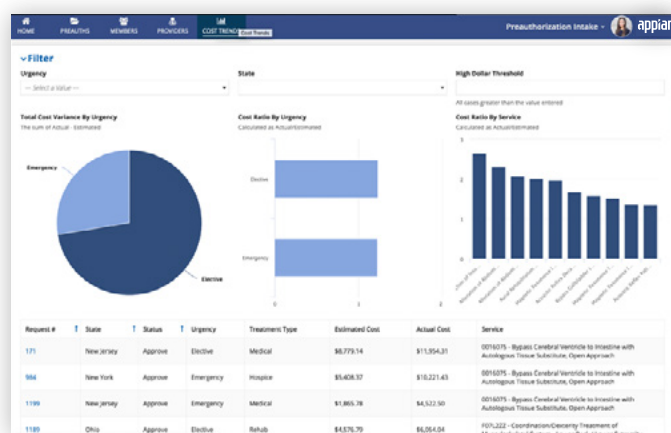 HOME PREAUTHS MEMBERS PROVIDERS COST TRENDS Cost Trends Preauthorization Intake appian
Filter
Urgency State High Dollar Threshold
--- Select a Value ---
All cases greater than the value entered
Total Cost Variance By Urgency Cost Ratio By Urgency Cost Ratio By Service
The sum of Actual - Estimated Calculated as Actual/Estimated Calculated as Actual/Estimated
3
Emergency
Elective
2
1
Emergency
Elective
0
0 1 2
Request # State Status Urgency Treatment Type Estimated Cost Actual Cost Service
171 New Jersey Approve Elective Medical $8,779.14 $11,954.31 0016075 - Bypass Cerebral Ventricle to Intestine with
Autologous Tissue Substitute, Open Approach
984 New York Approve Emergency Hospice $5,408.37 $10,221.43 0016075 - Bypass Cerebral Ventricle to Intestine with
Autologous Tissue Substitute, Open Approach
1199 New Jersey Approve Emergency Medical $1,865.78 $4,522.50 0016075 - Bypass Cerebral Ventricle to Intestine with
Autologous Tissue Substitute, Open Approach
1189 Ohio Approve Elective Rehab $4,576.79 $6,054.04 Coordination/Dexterity Treatment of